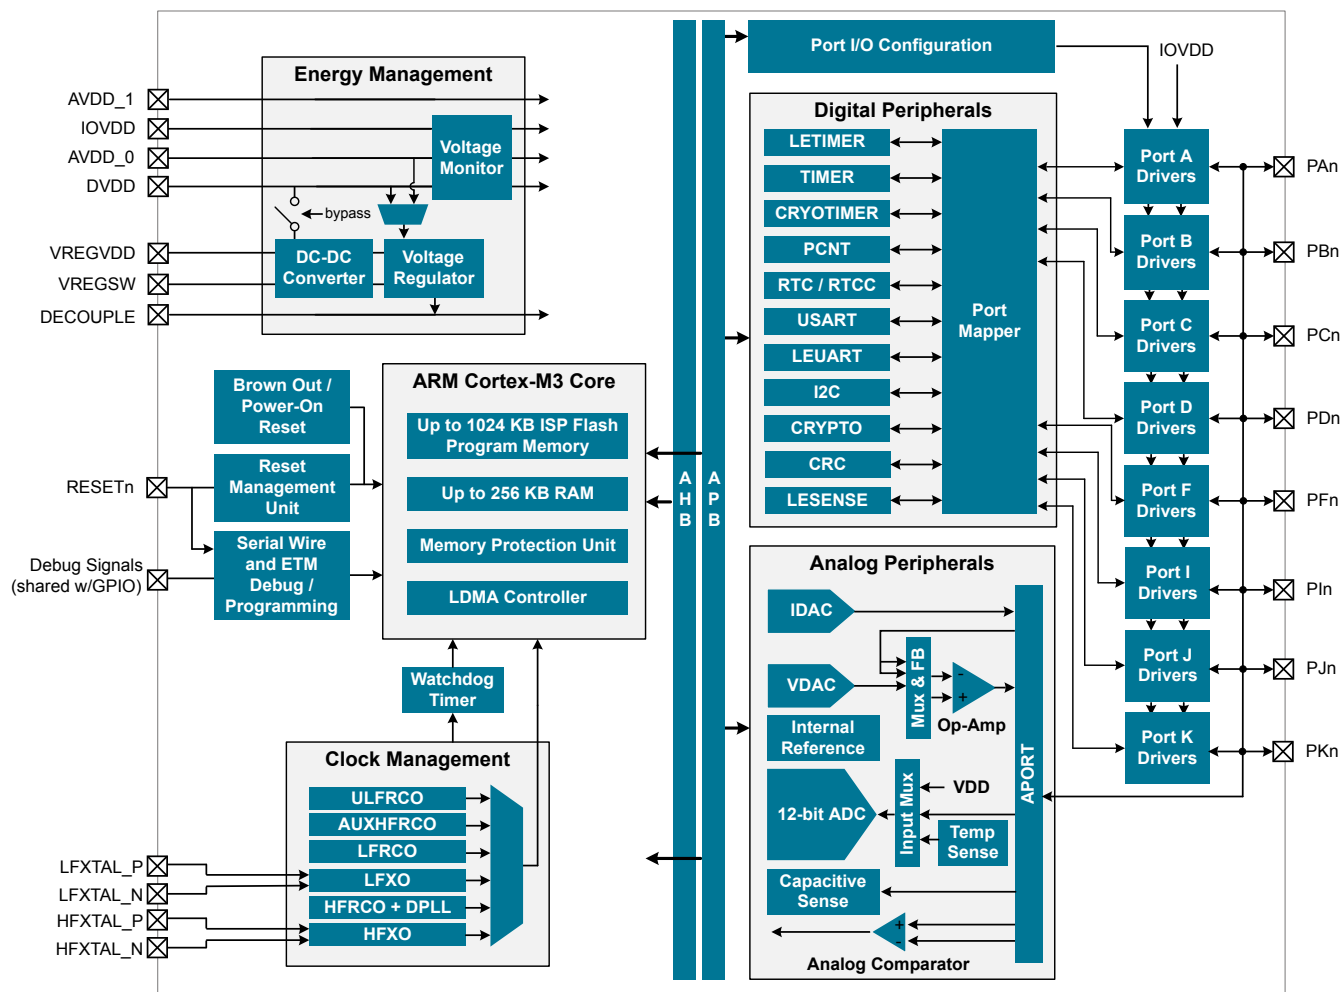 Energy Management
AVDD_1
IOVDD
AVDD_0
DVDD
VREGVDD
VREGSW
DECOUPLE
Voltage
Monitor
bypass
DC-DC
Converter
Voltage
Regulator
Brown Out /
Power-On
Reset
Reset
Management
Unit
Serial Wire
and ETM
Debug /
Programming
RESETn
Debug Signals
(shared w/GPIO)
ARM Cortex-M3 Core
Up to 1024 KB ISP Flash
Program Memory
Up to 256 KB RAM
Memory Protection Unit
LDMA Controller
Watchdog
Timer
Clock Management
ULFRCO
AUXHFRCO
LFRCO
LFXO
HFRCO + DPLL
HFXO
LFXTAL_P
LFXTAL_N
HFXTAL_P
HFXTAL_N
A
H
B
A
P
B
Port I/O Configuration
IOVDD
Digital Peripherals
LETIMER
TIMER
CRYOTIMER
PCNT
RTC / RTCC
USART
LEUART
I2C
CRYPTO
CRC
LESENSE
Port
Mapper
Analog Peripherals
IDAC
VDAC
Mux & FB
-
+
Op-Amp
Internal
Reference
12-bit ADC
Input Mux
VDD
Temp
Sense
Capacitive
Sense
+
-
Analog Comparator
APORT
Port A
Drivers
Port B
Drivers
Port C
Drivers
Port D
Drivers
Port F
Drivers
Port I
Drivers
Port J
Drivers
Port K
Drivers
PAn
PBn
PCn
PDn
PFn
PIn
PJn
PKn